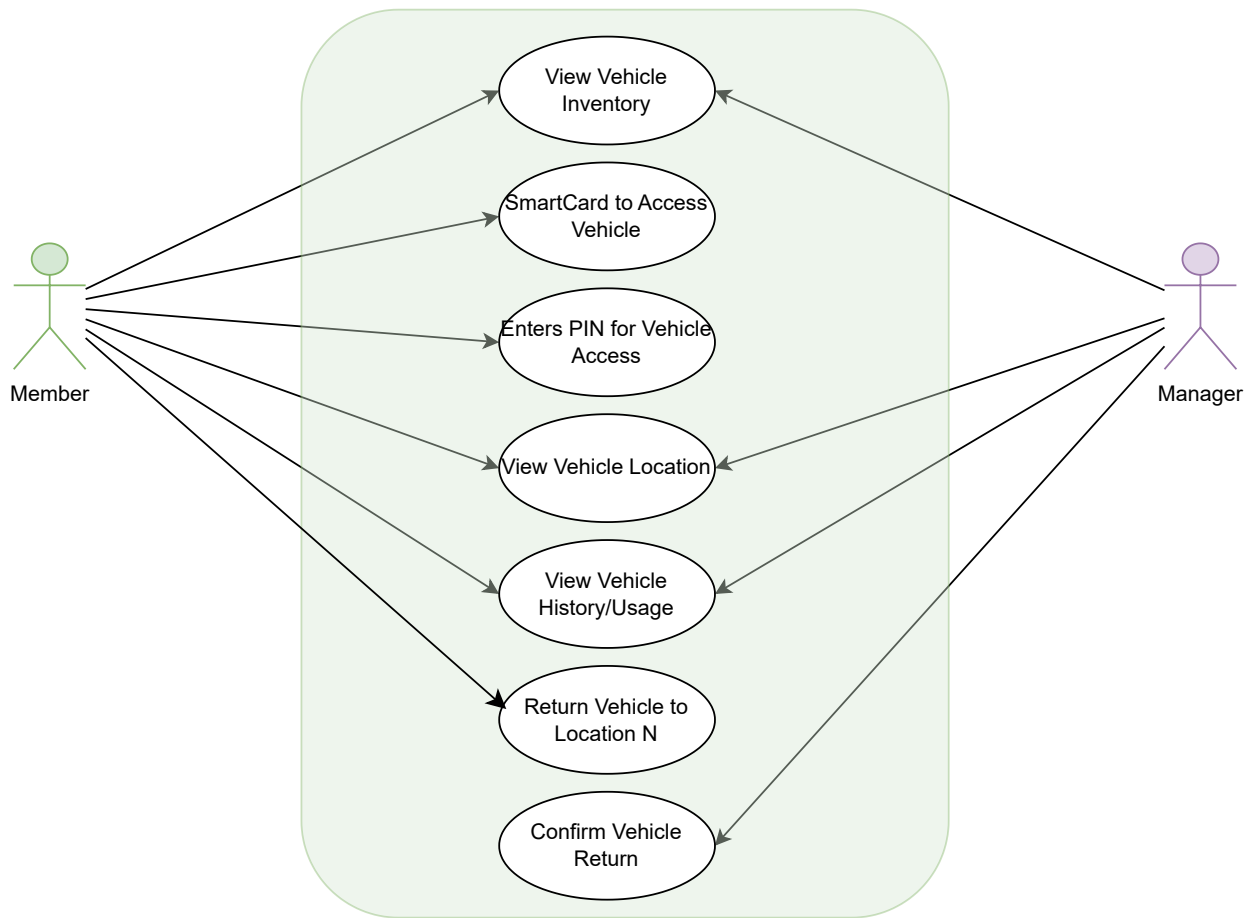 View Vehicle
Inventory
SmartCard to Access
Vehicle
Enters PIN for Vehicle
Access
Member
Manager
View Vehicle Location
View Vehicle
History/Usage
Return Vehicle to
Location N
Confirm Vehicle
Return